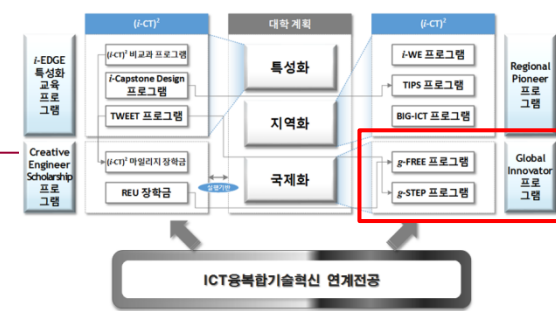 (i-CT)²
대학 계획
(i-CT)²
i-EDGE
특성화
교육
프로
그램
(i-CT)² 비교과 프로그램
i-Capstone Design
프로그램
TWEET 프로그램
특성화
지역화
국제화
i-WE 프로그램
TIPS 프로그램
BIG-ICT 프로그램
Regional
Pioneer
프로
그램
Creative
Engineer
Scholarship
프로
그램
(i-CT)² 마일리지 장학금
REU 장학금
실행기반
g-FREE 프로그램
g-STEP 프로그램
Global
Innovator
프로
그램
ICT융복합기술혁신 연계전공